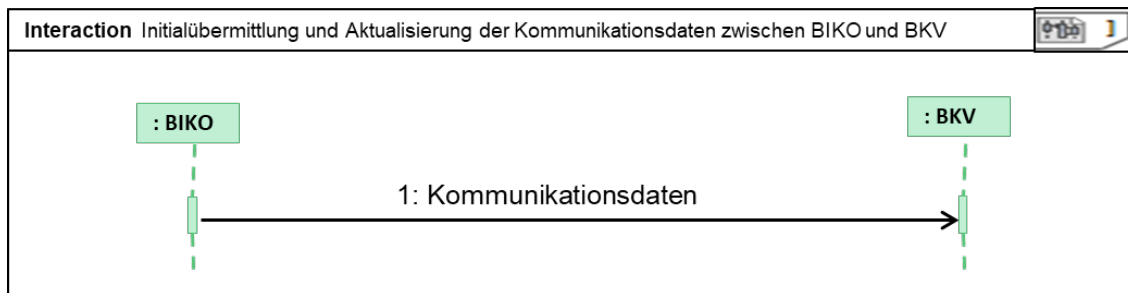 Interaction Initialübermittlung und Aktualisierung der Kommunikationsdaten zwischen BIKO und BKV
: BIKO
: BKV
1: Kommunikationsdaten